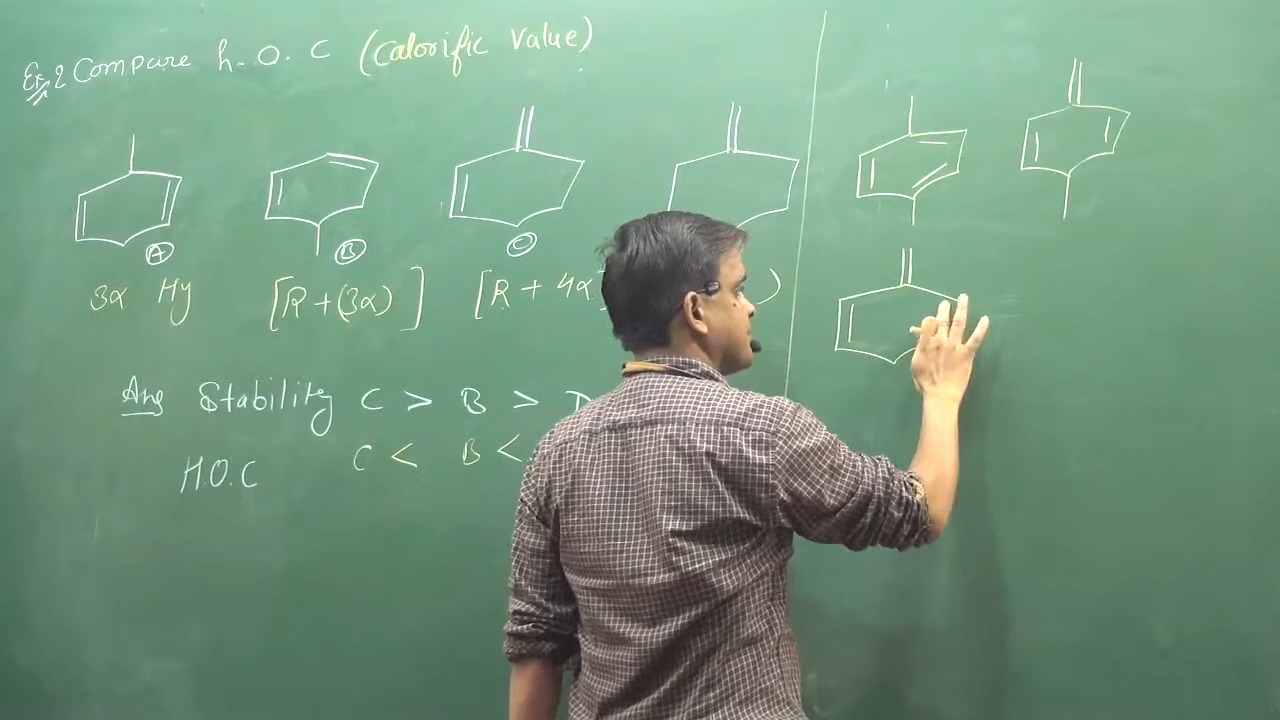 Ex 2 Compare h.O.C (Calorific Value)
A B C
3α Hy [R + (3α)] [R + 4α )
Ans Stability C > B > D
H.O.C C < B <